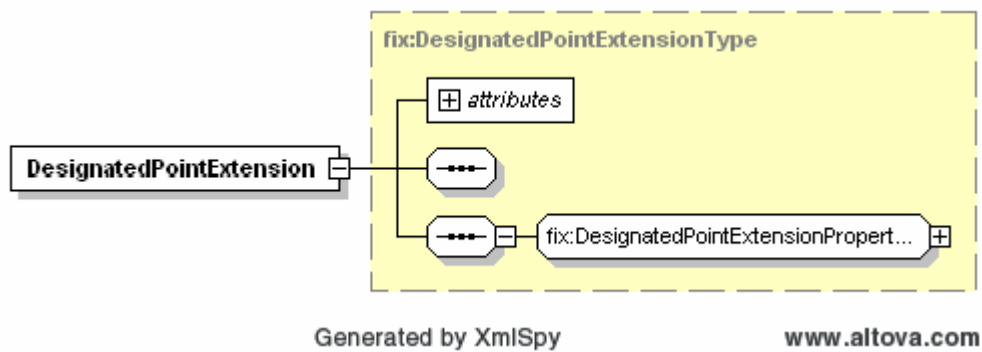 fix:DesignatedPointExtensionType
attributes
DesignatedPointExtension
fix:DesignatedPointExtensionPropert...
Generated by XmlSpy
www.altova.com